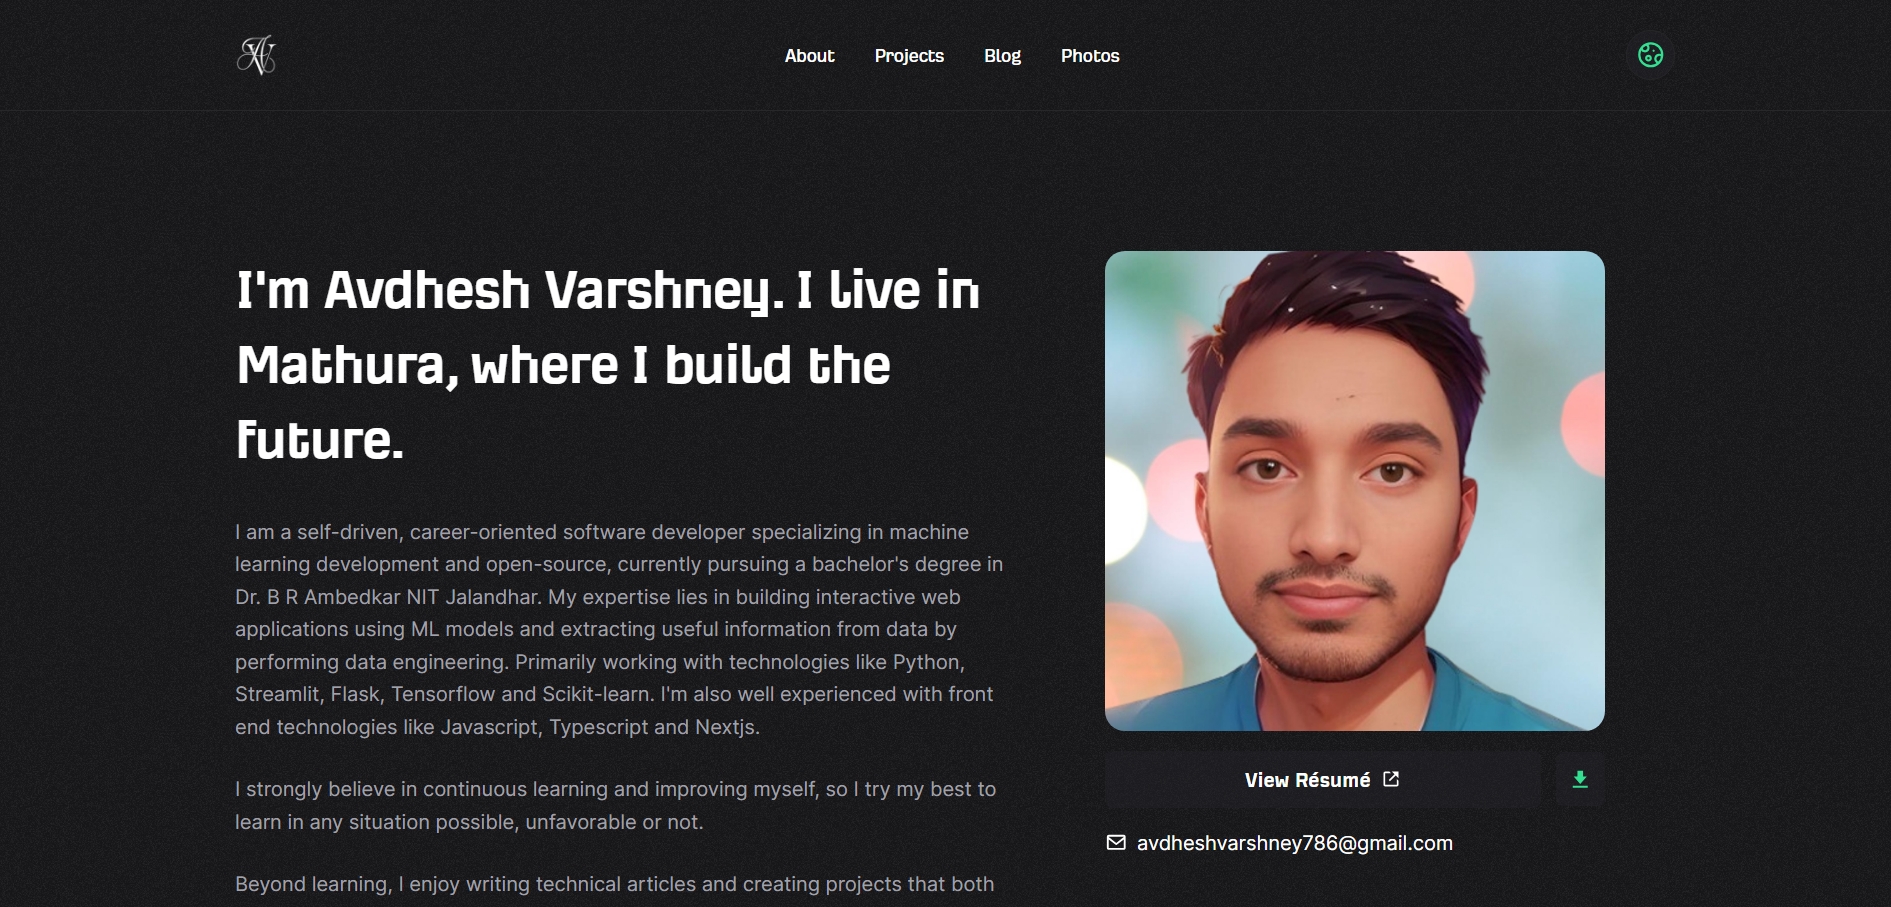 AV
About Projects Blog Photos
I'm Avdhesh Varshney. I live in
Mathura, where I build the
future.
I am a self-driven, career-oriented software developer specializing in machine
learning development and open-source, currently pursuing a bachelor's degree in
Dr. B R Ambedkar NIT Jalandhar. My expertise lies in building interactive web
applications using ML models and extracting useful information from data by
performing data engineering. Primarily working with technologies like Python,
Streamlit, Flask, Tensorflow and Scikit-learn. I'm also well experienced with front
end technologies like Javascript, Typescript and Nextjs.
I strongly believe in continuous learning and improving myself, so I try my best to
learn in any situation possible, unfavorable or not.
Beyond learning, I enjoy writing technical articles and creating projects that both
View Résumé
avdheshvarshney786@gmail.com